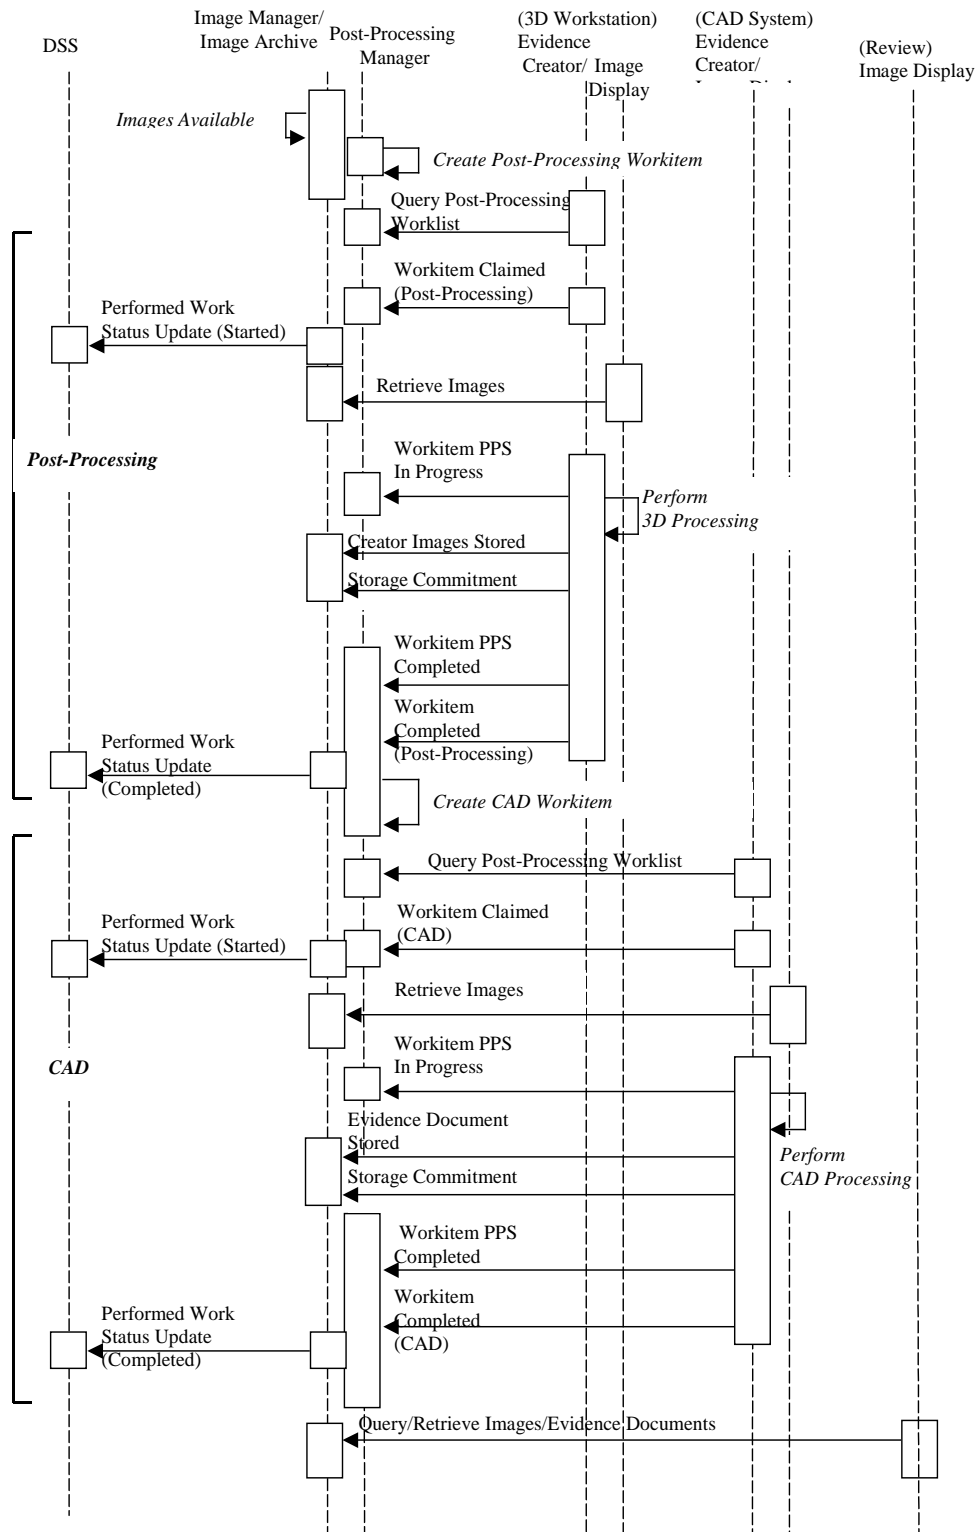 DSS
Image Manager/
Image Archive
Post-Processing
Manager
(3D Workstation)
Evidence
Creator/ Image
Display
(CAD System)
Evidence
Creator/
(Review)
Image Display
Images Available
Create Post-Processing Workitem
Query Post-Processing
Worklist
Workitem Claimed
(Post-Processing)
Performed Work
Status Update (Started)
Retrieve Images
Post-Processing
Workitem PPS
In Progress
Perform
3D Processing
Creator Images Stored
Storage Commitment
Workitem PPS
Completed
Workitem
Completed
(Post-Processing)
Performed Work
Status Update
(Completed)
Create CAD Workitem
Query Post-Processing Worklist
Workitem Claimed
(CAD)
Performed Work
Status Update (Started)
Retrieve Images
Workitem PPS
In Progress
CAD
Evidence Document
Stored
Perform
CAD Processing
Storage Commitment
Workitem PPS
Completed
Workitem
Completed
(CAD)
Performed Work
Status Update
(Completed)
Query/Retrieve Images/Evidence Documents